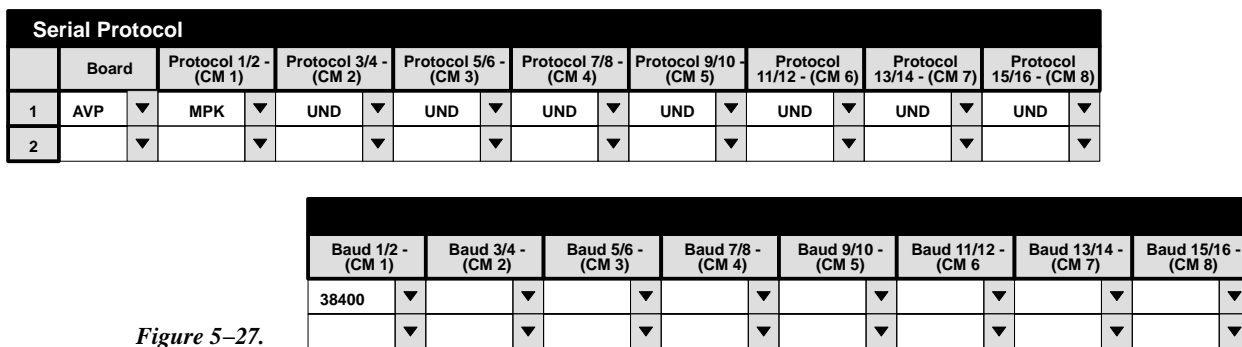 Serial Protocol
Board Protocol 1/2 - (CM 1) Protocol 3/4 - (CM 2) Protocol 5/6 - (CM 3) Protocol 7/8 - (CM 4) Protocol 9/10 - (CM 5) Protocol 11/12 - (CM 6) Protocol 13/14 - (CM 7) Protocol 15/16 - (CM 8)
1 AVP MPK UND UND UND UND UND UND UND
2
Baud 1/2 - (CM 1) Baud 3/4 - (CM 2) Baud 5/6 - (CM 3) Baud 7/8 - (CM 4) Baud 9/10 - (CM 5) Baud 11/12 - (CM 6 Baud 13/14 - (CM 7) Baud 15/16 - (CM 8)
38400
Figure 5–27.